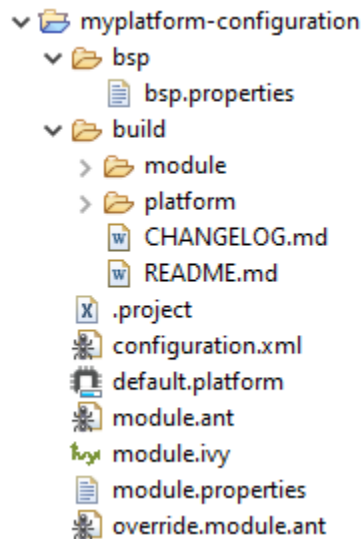 myplatform-configuration
bsp
bsp.properties
build
module
platform
CHANGELOG.md
README.md
.project
configuration.xml
default.platform
module.ant
module.ivy
module.properties
override.module.ant